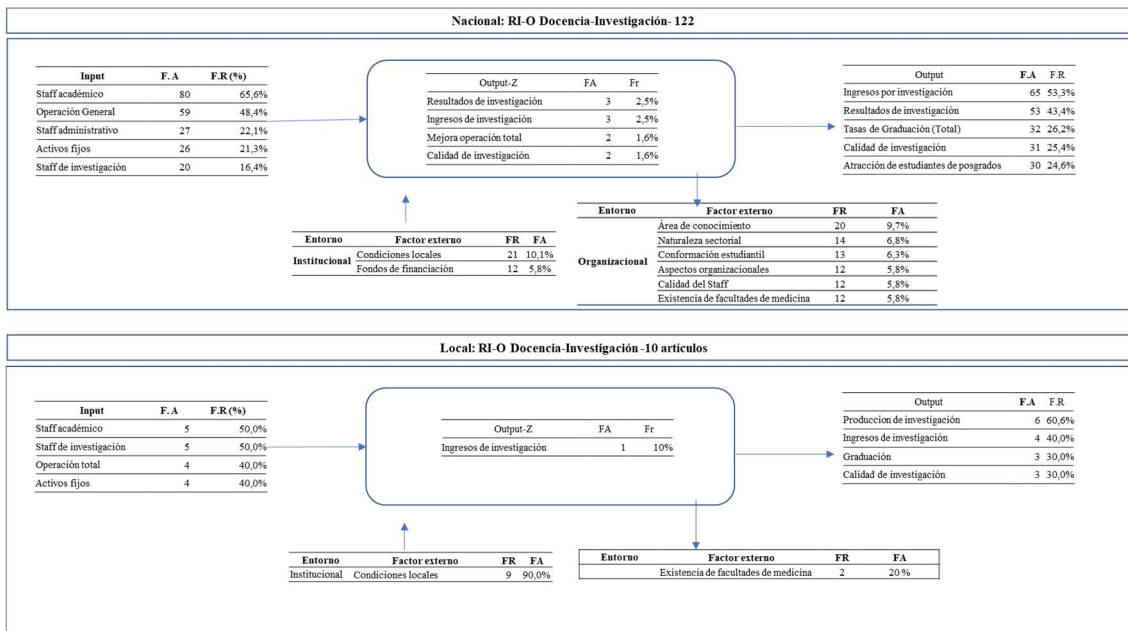 Nacional: RI-O Docencia-Investigación- 122
Input F. A F.R (%)
Staff académico 80 65,6%
Operación General 59 48,4%
Staff administrativo 27 22,1%
Activos fijos 26 21,3%
Staff de investigación 20 16,4%
Output-Z FA Fr
Resultados de investigación 3 2,5%
Ingresos de investigación 3 2,5%
Mejora operación total 2 1,6%
Calidad de investigación 2 1,6%
Output F.A F.R
Ingresos por investigación 65 53,3%
Resultados de investigación 53 43,4%
Tasas de Graduación (Total) 32 26,2%
Calidad de investigación 31 25,4%
Atracción de estudiantes de posgrados 30 24,6%
Entorno Factor externo FR FA
Institucional Condiciones locales 21 10,1%
Fondos de financiación 12 5,8%
Entorno Factor externo FR FA
Organizacional
Área de conocimiento 20 9,7%
Naturaleza sectorial 14 6,8%
Conformación estudiantil 13 6,3%
Aspectos organizacionales 12 5,8%
Calidad del Staff 12 5,8%
Existencia de facultades de medicina 12 5,8%
Local: RI-O Docencia-Investigación -10 artículos
Input F. A F.R (%)
Staff académico 5 50,0%
Staff de investigación 5 50,0%
Operación total 4 40,0%
Activos fijos 4 40,0%
Output-Z FA Fr
Ingresos de investigación 1 10%
Output F.A F.R
Produccion de investigación 6 60,6%
Ingresos de investigación 4 40,0%
Graduación 3 30,0%
Calidad de investigación 3 30,0%
Entorno Factor externo FR FA
Institucional Condiciones locales 9 90,0%
Entorno Factor externo FR FA
Existencia de facultades de medicina 2 20 %